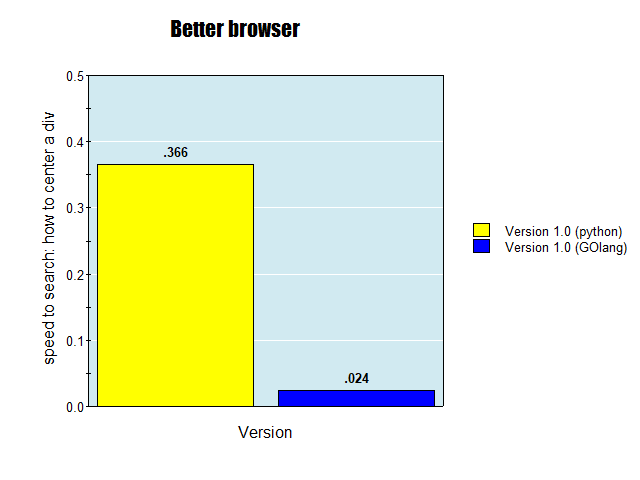 Better browser
speed to search: how to center a div
0.5
0.4
0.3
0.2
0.1
0.0
.366
.024
Version
Version 1.0 (python)
Version 1.0 (GOlang)